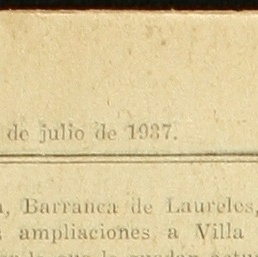 de julio de 1937.
Barranca de Laureles,
ampliaciones a Villa